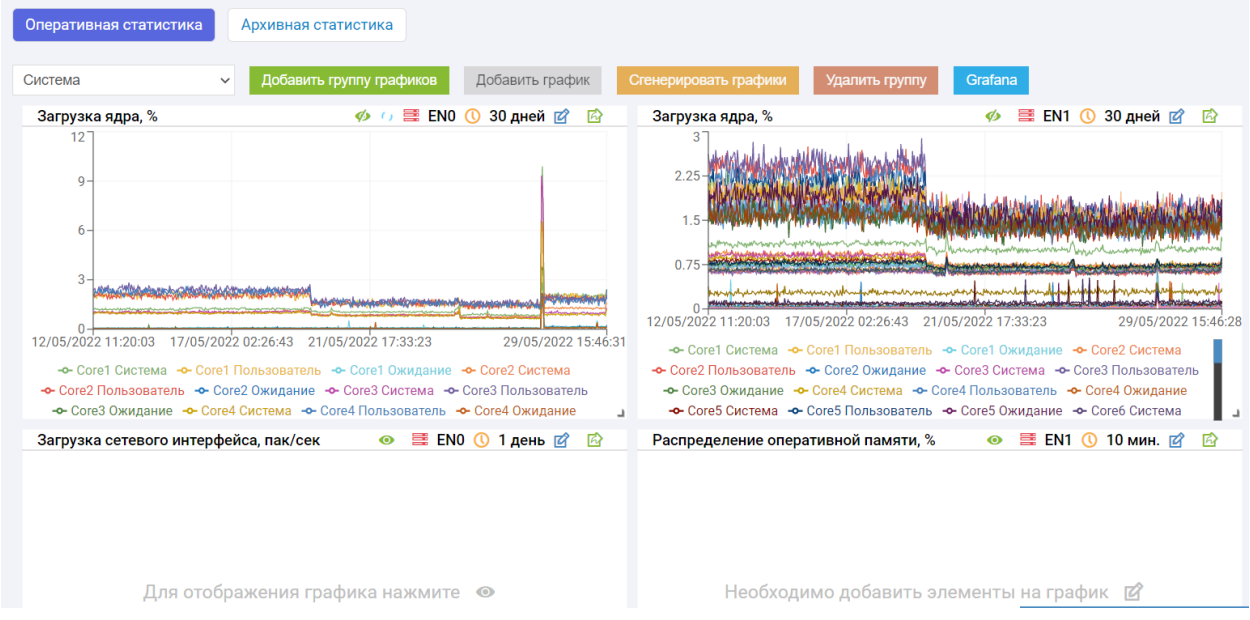 Оперативная статистика Архивная статистика
Система Добавить группу графиков Добавить график Сгенерировать графики Удалить группу Grafana
Загрузка ядра, % EN0 30 дней
12
9
6
3
0
12/05/2022 11:20:03 17/05/2022 02:26:43 21/05/2022 17:33:23 29/05/2022 15:46:31
Core1 Система Core1 Пользователь Core1 Ожидание Core2 Система
Core2 Пользователь Core2 Ожидание Core3 Система Core3 Пользователь
Core3 Ожидание Core4 Система Core4 Пользователь Core4 Ожидание
Загрузка ядра, % EN1 30 дней
3
2.25
1.5
0.75
0
12/05/2022 11:20:03 17/05/2022 02:26:43 21/05/2022 17:33:23 29/05/2022 15:46:28
Core1 Система Core1 Пользователь Core1 Ожидание Core2 Система
Core2 Пользователь Core2 Ожидание Core3 Система Core3 Пользователь
Core3 Ожидание Core4 Система Core4 Пользователь Core4 Ожидание
Core5 Система Core5 Пользователь Core5 Ожидание Core6 Система
Загрузка сетевого интерфейса, пак/сек EN0 1 день
Для отображения графика нажмите
Распределение оперативной памяти, % EN1 10 мин.
Необходимо добавить элементы на график